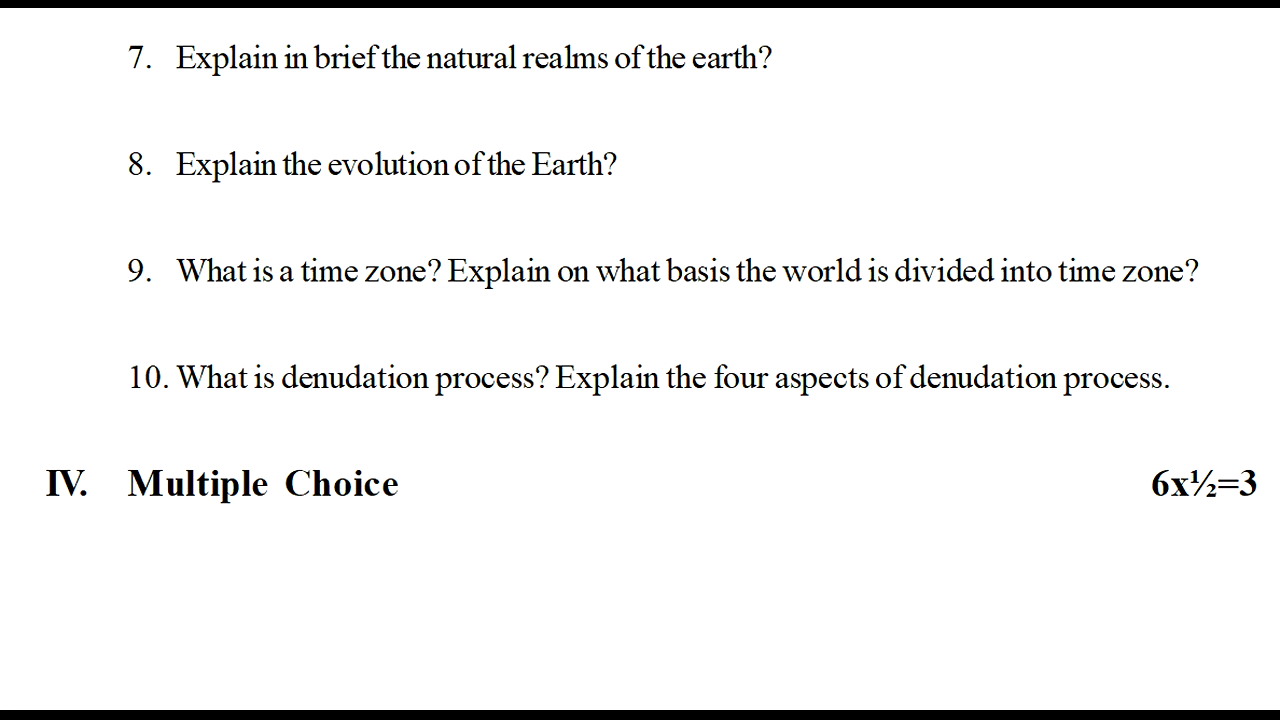 7. Explain in brief the natural realms of the earth?
8. Explain the evolution of the Earth?
9. What is a time zone? Explain on what basis the world is divided into time zone?
10. What is denudation process? Explain the four aspects of denudation process.
IV. Multiple Choice 6x½=3